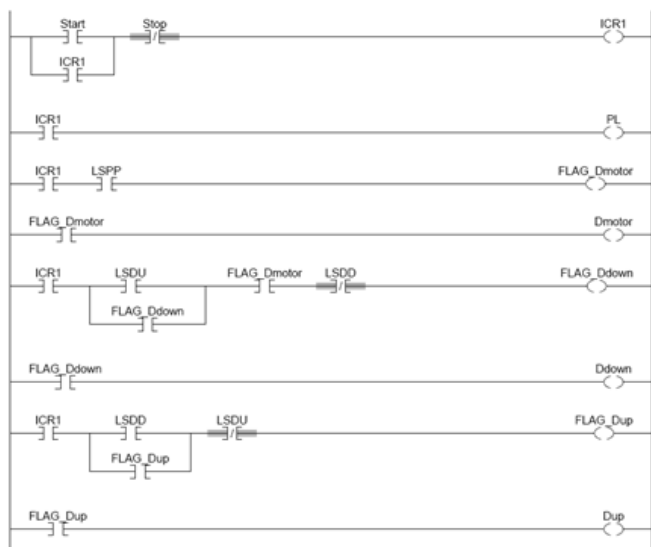 Start Stop ICR1
ICR1
ICR1 PL
ICR1 LSPP FLAG_Dmotor
FLAG_Dmotor Dmotor
ICR1 LSDU FLAG_Dmotor LSDD FLAG_Ddown
FLAG_Ddown
FLAG_Ddown Ddown
ICR1 LSDD LSDU FLAG_Dup
FLAG_Dup
FLAG_Dup Dup